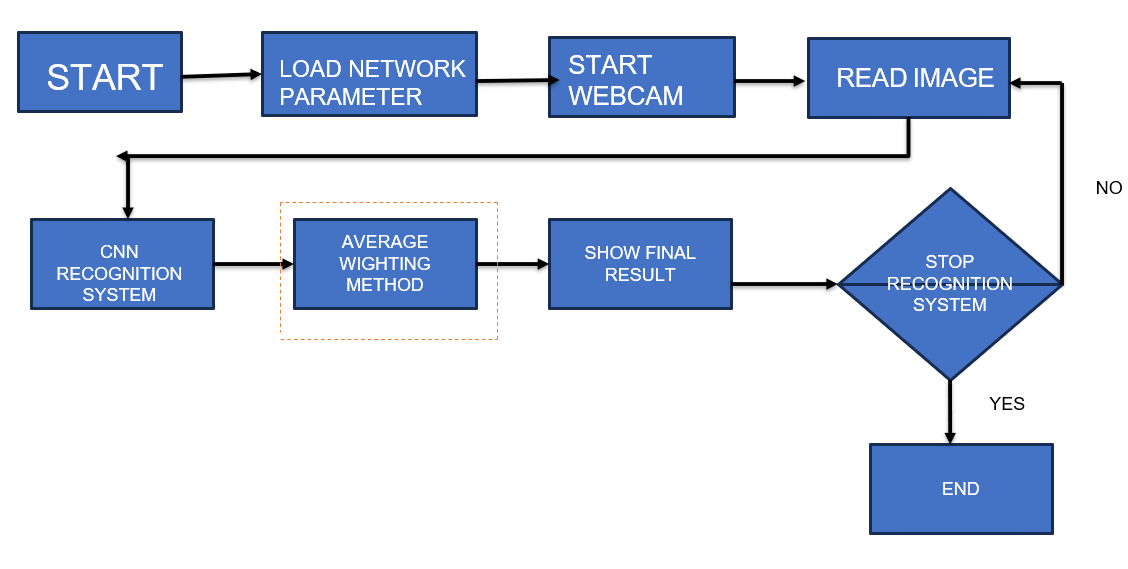 START
LOAD NETWORK
PARAMETER
START
WEBCAM
READ IMAGE
NO
CNN
RECOGNITION
SYSTEM
AVERAGE
WIGHTING
METHOD
SHOW FINAL
RESULT
STOP
RECOGNITION
SYSTEM
YES
END